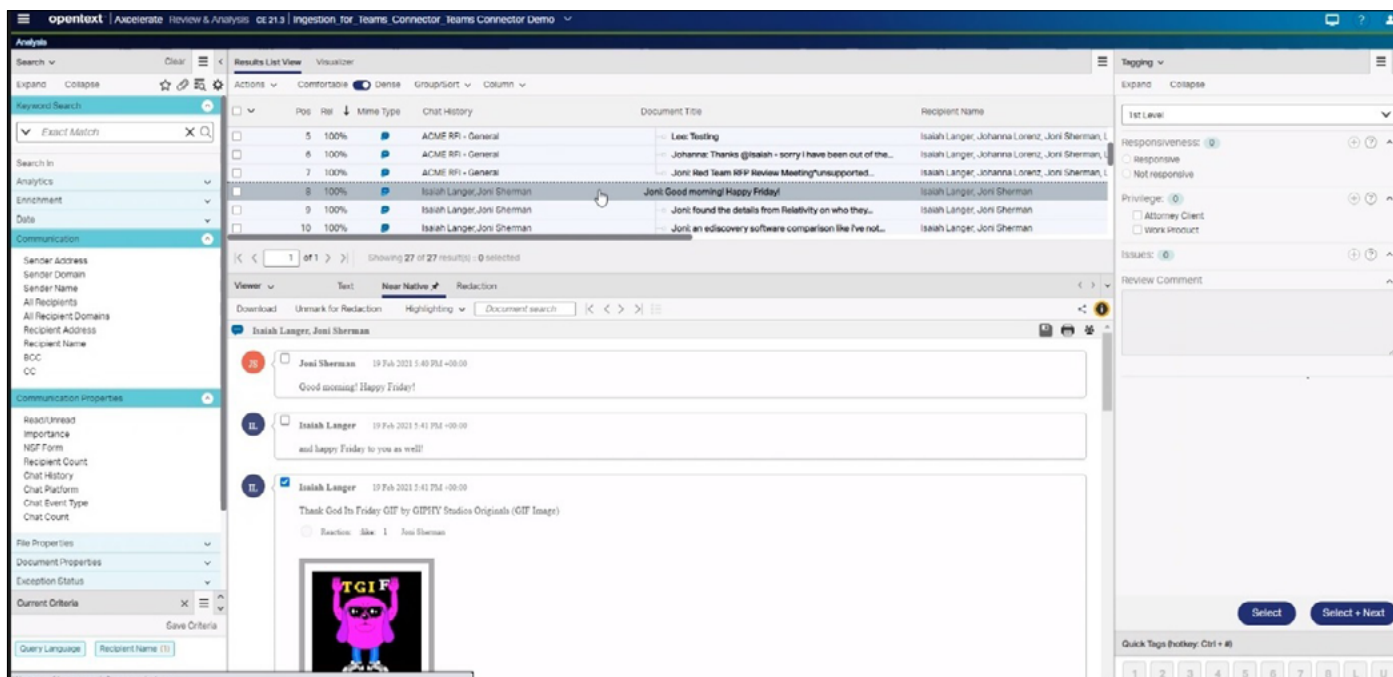 opentext | Axcelerate Review & Analysis CE 21.3 | Ingestion_for_Teams_Connector_Teams Connector Demo
?
Analysis
Search Clear
Expand Collapse
Keyword Search
Exact Match
Search In
Analytics
Enrichment
Date
Communication
Sender Address
Sender Domain
Sender Name
All Recipients
All Recipient Domains
Recipient Address
Recipient Name
BCC
CC
Communication Properties
Read/Unread
Importance
NSF Form
Recipient Count
Chat History
Chat Platform
Chat Event Type
Chat Count
File Properties
Document Properties
Exception Status
Current Criteria
Save Criteria
Query Language Recipient Name (1)
Results List View Visualizer
Actions Comfortable Dense Group/Sort Column
Pos Rel Mime Type Chat History Document Title Recipient Name
5 100% ACME RFI - General Lee: Testing Isaiah Langer, Johanna Lorenz, Joni Sherman, L
6 100% ACME RFI - General Johanna: Thanks @Isaiah - sorry I have been out of the... Isaiah Langer, Johanna Lorenz, Joni Sherman, L
7 100% ACME RFI - General Joni: Red Team RFP Review Meeting*unsupported... Isaiah Langer, Johanna Lorenz, Joni Sherman, L
8 100% Isaiah Langer,Joni Sherman Joni: Good morning! Happy Friday! Isaiah Langer, Joni Sherman
9 100% Isaiah Langer,Joni Sherman Joni: found the details from Relativity on who they... Isaiah Langer, Joni Sherman
10 100% Isaiah Langer,Joni Sherman Joni: an ediscovery software comparison like I've not... Isaiah Langer, Joni Sherman
1 of 1 Showing 27 of 27 result(s) : 0 selected
Viewer Text Near Native Redaction
Download Unmark for Redaction Highlighting Document search
Isaiah Langer, Joni Sherman
JS Joni Sherman 19 Feb 2021 5:40 PM +00:00
Good morning! Happy Friday!
IL Isaiah Langer 19 Feb 2021 5:41 PM +00:00
and happy Friday to you as well!
IL Isaiah Langer 19 Feb 2021 5:41 PM +00:00
Thank God Its Friday GIF by GIPHY Studios Originals (GIF Image)
Reaction: like: 1 Joni Sherman
TGIF
Tagging
Expand Collapse
1st Level
Responsiveness: 0
Responsive
Not responsive
Privilege: 0
Attorney Client
Work Product
Issues: 0
Review Comment
Select Select + Next
Quick Tags (hotkey: Ctrl + #)
1 2 3 4 5 6 7 8 L U